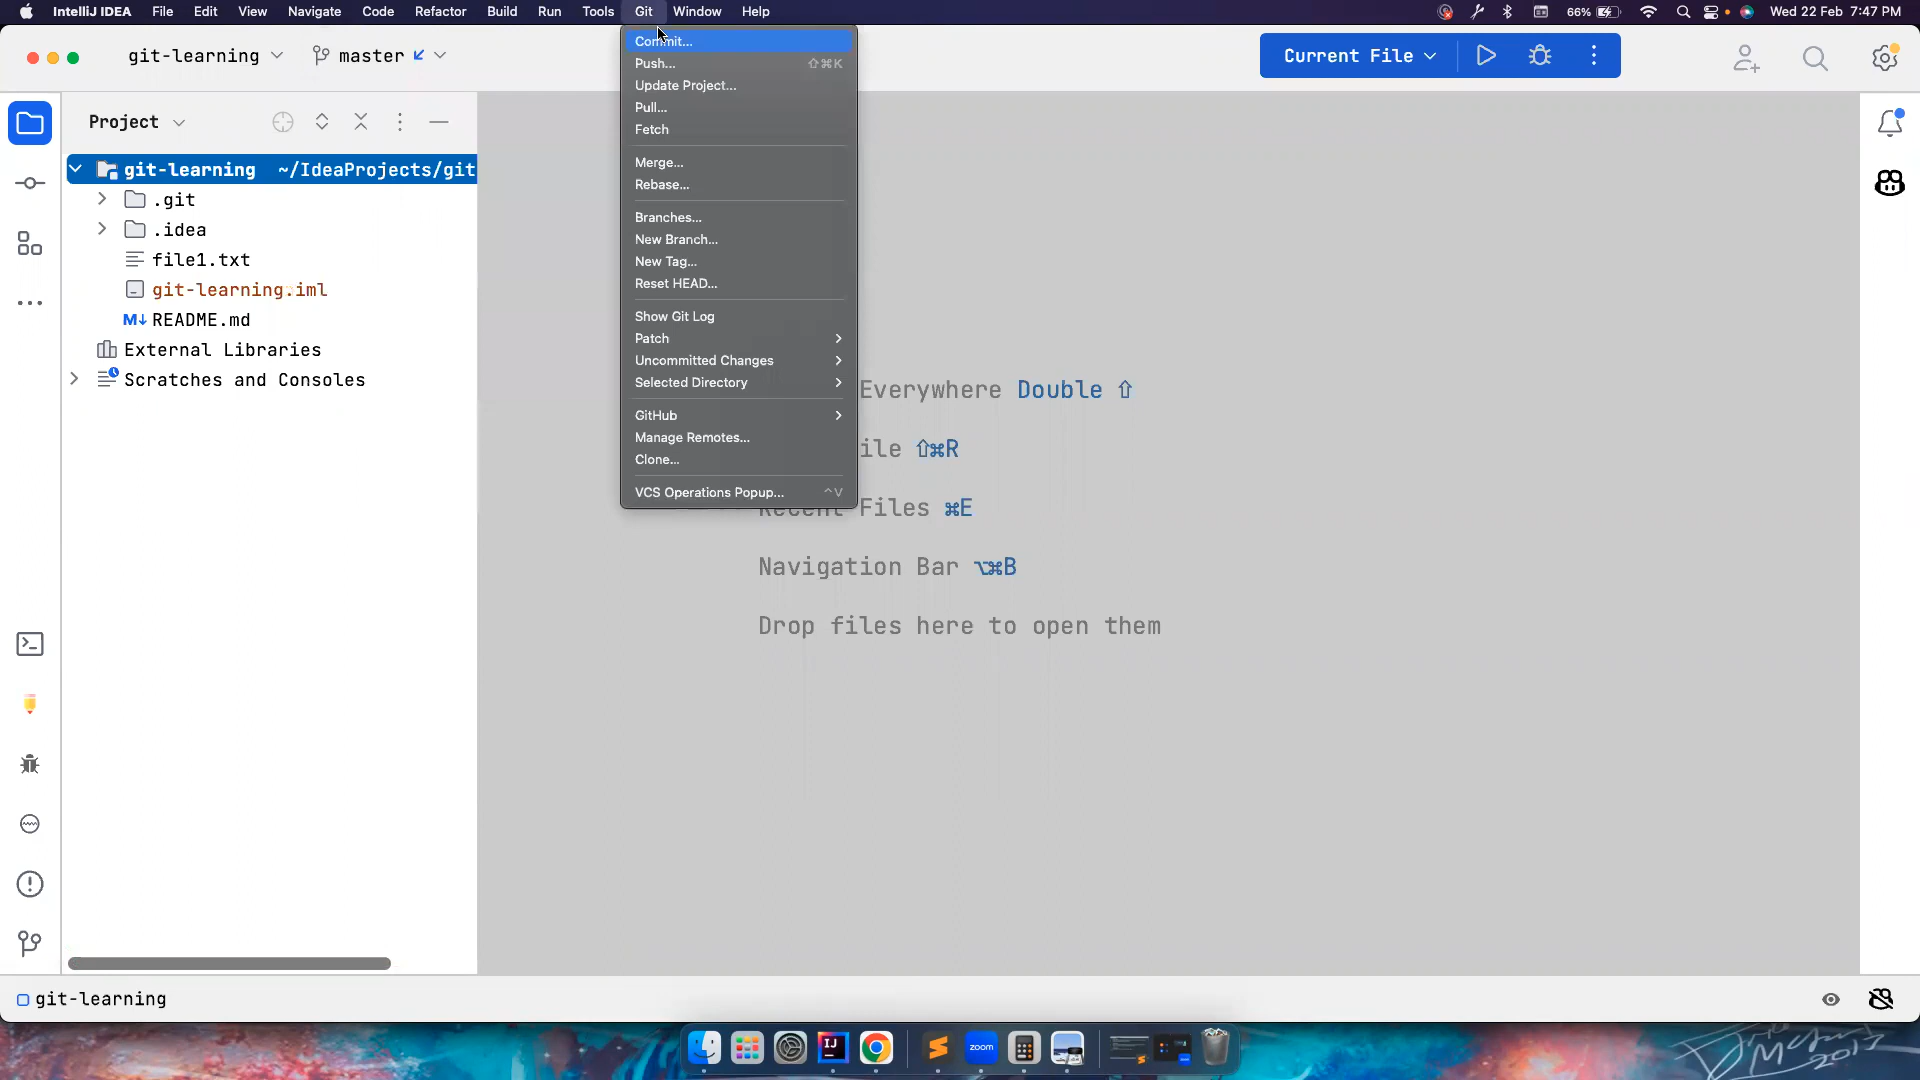 IntelliJ IDEA File Edit View Navigate Code Refactor Build Run Tools Git Window Help 66% Wed 22 Feb 7:47 PM
git-learning master Current File
Commit...
Push... ⇧⌘K
Update Project...
Pull...
Fetch
Merge...
Rebase...
Branches...
New Branch...
New Tag...
Reset HEAD...
Show Git Log
Patch
Uncommitted Changes
Selected Directory
GitHub
Manage Remotes...
Clone...
VCS Operations Popup... ^V
Project
git-learning ~/IdeaProjects/git
.git
.idea
file1.txt
git-learning.iml
M↓ README.md
External Libraries
Scratches and Consoles
Everywhere Double ⇧
ile ⇧⌘R
Recent Files ⌘E
Navigation Bar ⌥⌘B
Drop files here to open them
git-learning
IJ
zoom
2017